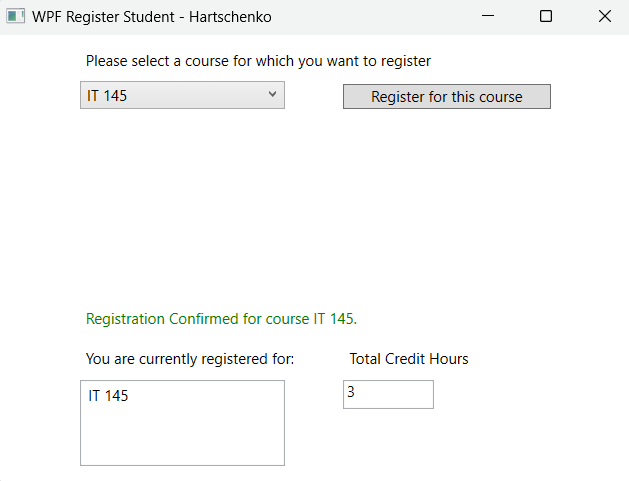 WPF Register Student - Hartschenko
Please select a course for which you want to register
IT 145
Register for this course
Registration Confirmed for course IT 145.
You are currently registered for:
Total Credit Hours
IT 145
3